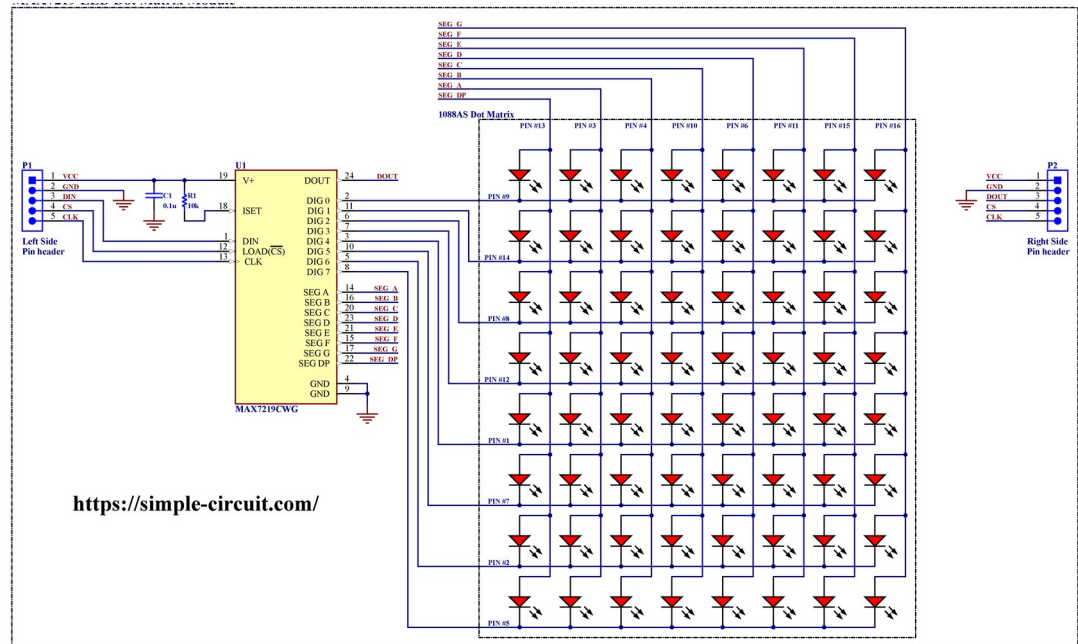 MAX7219 LED Dot Matrix Module
SEG G
SEG F
SEG E
SEG D
SEG C
SEG B
SEG A
SEG DP
1088AS Dot Matrix
PIN #13 PIN #3 PIN #4 PIN #10 PIN #6 PIN #11 PIN #15 PIN #16
P1
1 VCC
2 GND
3 DIN
4 CS
5 CLK
Left Side
Pin header
C1
0.1u
R1
10k
U1
19 V+
18 ISET
1 DIN
12 LOAD(CS)
13 CLK
DOUT 24 DOUT
DIG 0 2
DIG 1 11
DIG 2 6
DIG 3 7
DIG 4 3
DIG 5 10
DIG 6 5
DIG 7 8
SEG A 14 SEG A
SEG B 16 SEG B
SEG C 20 SEG C
SEG D 23 SEG D
SEG E 21 SEG E
SEG F 15 SEG F
SEG G 17 SEG G
SEG DP 22 SEG DP
GND 4
GND 9
MAX7219CWG
PIN #9
PIN #14
PIN #8
PIN #12
PIN #1
PIN #7
PIN #2
PIN #5
P2
VCC 1
GND 2
DOUT 3
CS 4
CLK 5
Right Side
Pin header
https://simple-circuit.com/